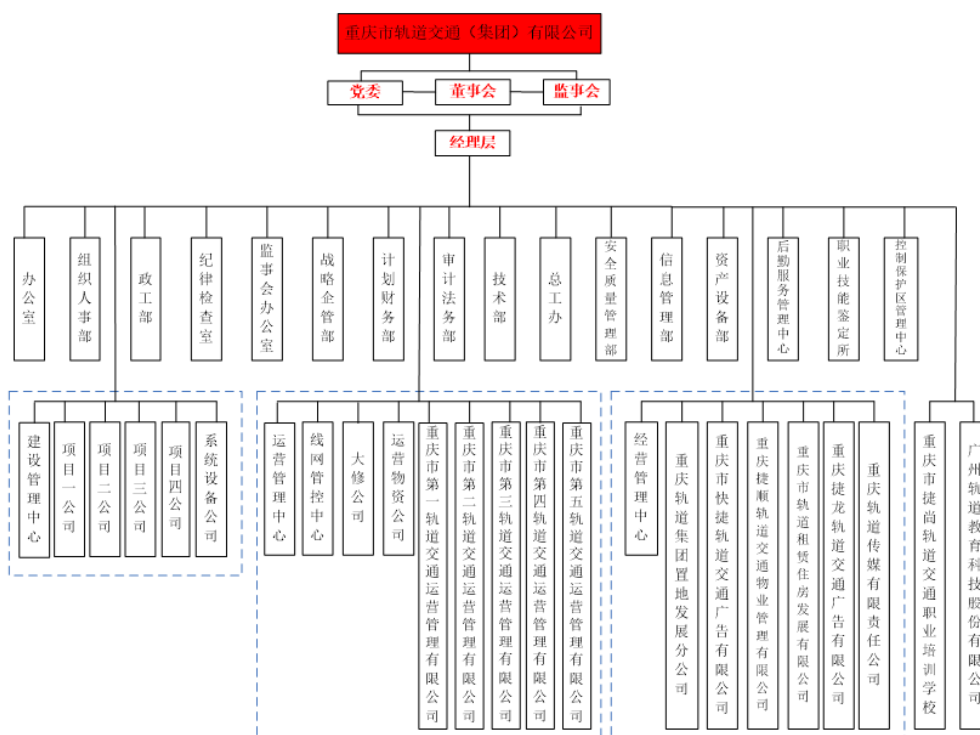 重庆市轨道交通（集团）有限公司
党委
董事会
监事会
经理层
办公室
组织人事部
政工部
纪律检查室
监事会办公室
战略企管部
计划财务部
审计法务部
技术部
总工办
安全质量管理部
信息管理部
资产设备部
后勤服务管理中心
职业技能鉴定所
控制保护区管理中心
建设管理中心
项目一公司
项目二公司
项目三公司
项目四公司
系统设备公司
运营管理中心
线网管控中心
大修公司
运营物资公司
重庆市第一轨道交通运营管理有限公司
重庆市第二轨道交通运营管理有限公司
重庆市第三轨道交通运营管理有限公司
重庆市第四轨道交通运营管理有限公司
重庆市第五轨道交通运营管理有限公司
经营管理中心
重庆轨道集团置地发展分公司
重庆市快捷轨道交通广告有限公司
重庆捷顺轨道交通物业管理有限公司
重庆市轨道租赁住房发展有限公司
重庆捷龙轨道交通广告有限公司
重庆轨道传媒有限责任公司
重庆市捷尚轨道交通职业培训学校
广州轨道教育科技股份有限公司